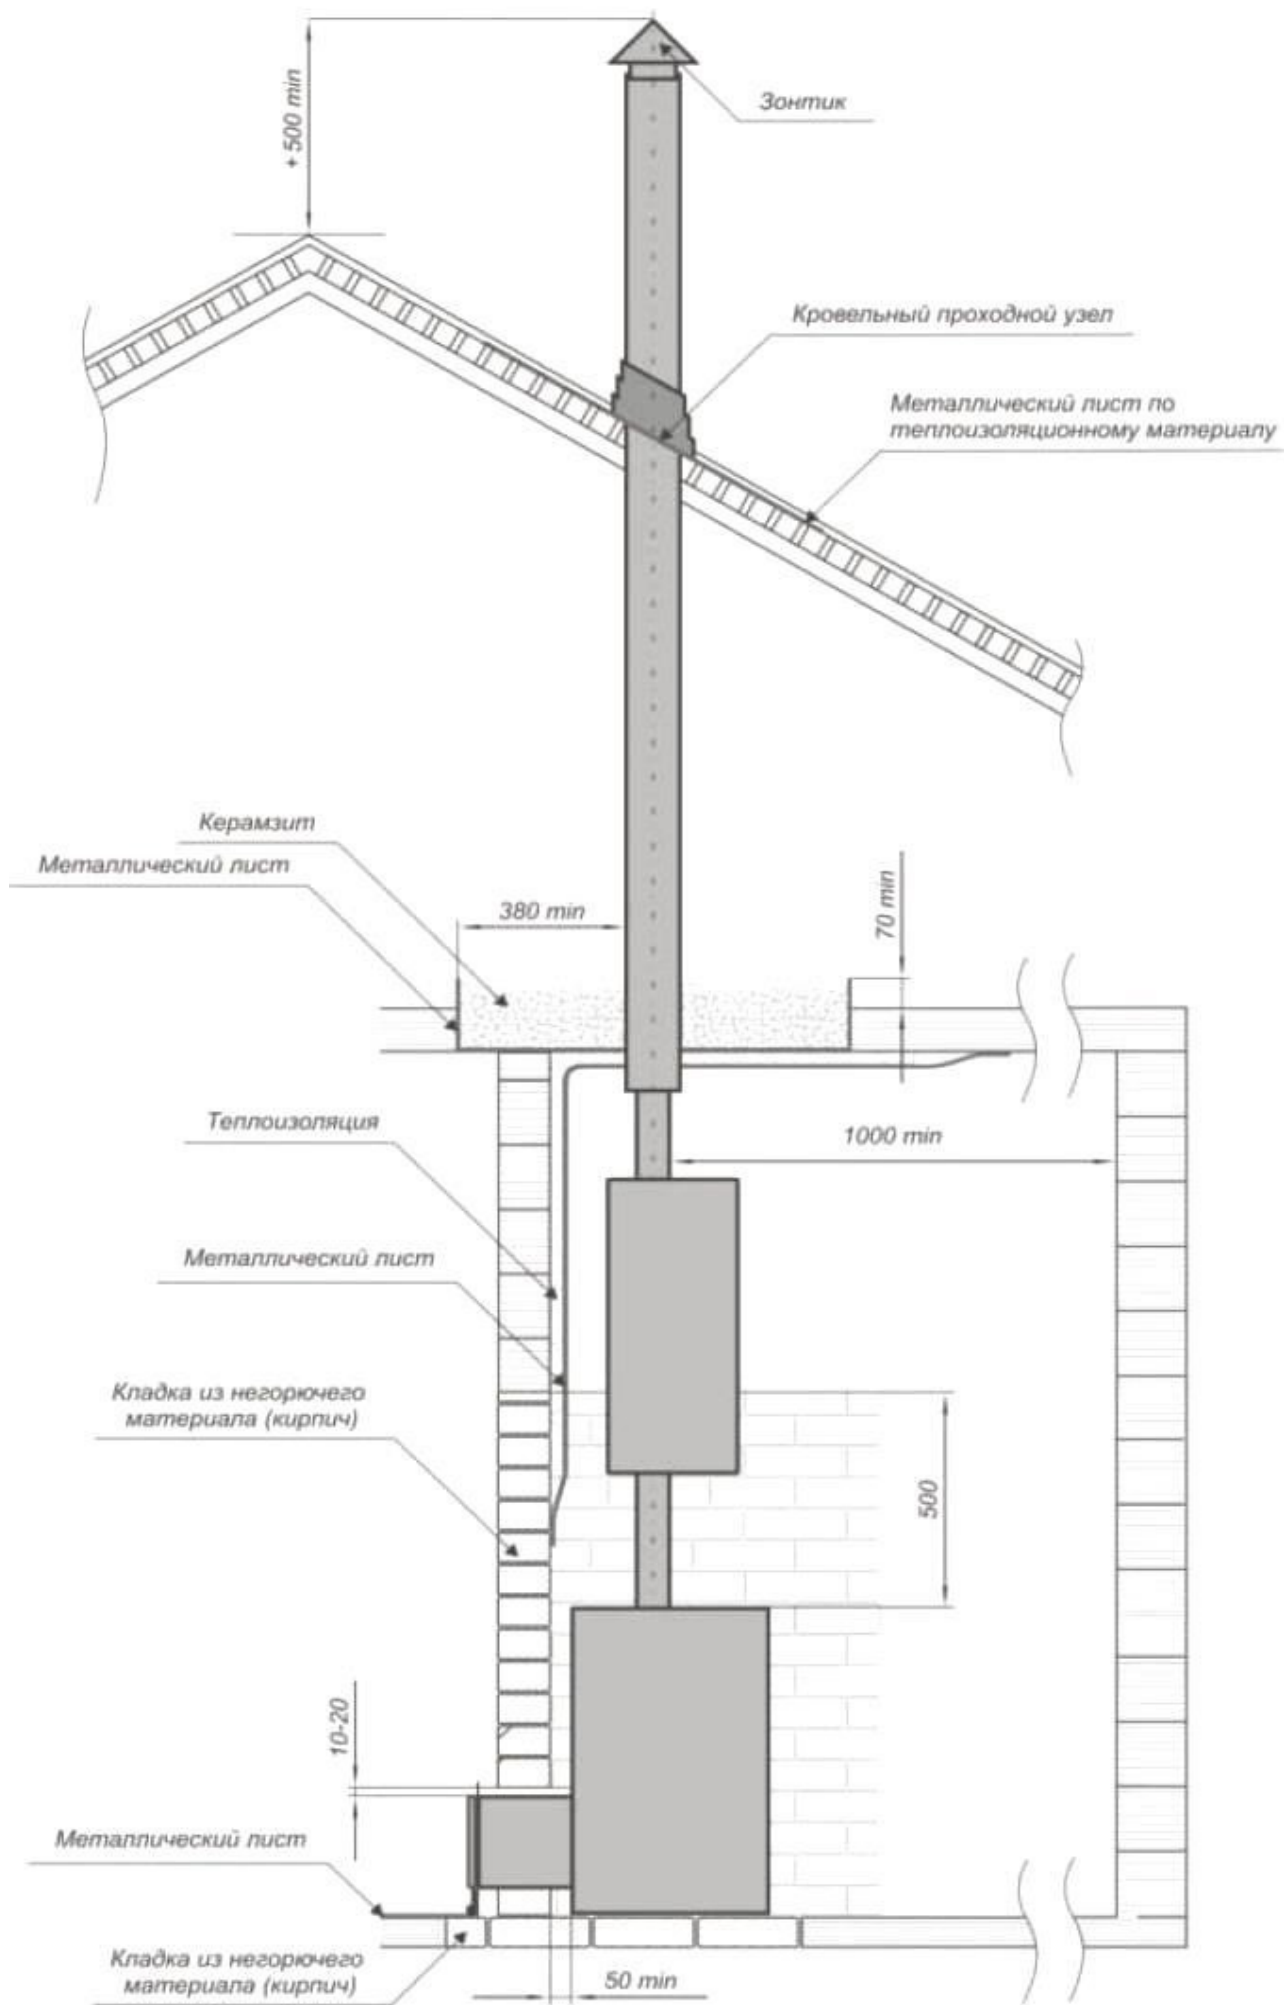 + 500 min
Зонтик
Кровельный проходной узел
Металлический лист по
теплоизоляционному материалу
Керамзит
Металлический лист
380 min
70 min
Теплоизоляция
1000 min
Металлический лист
Кладка из негорючего
материала (кирпич)
500
10-20
Металлический лист
Кладка из негорючего
материала (кирпич)
50 min